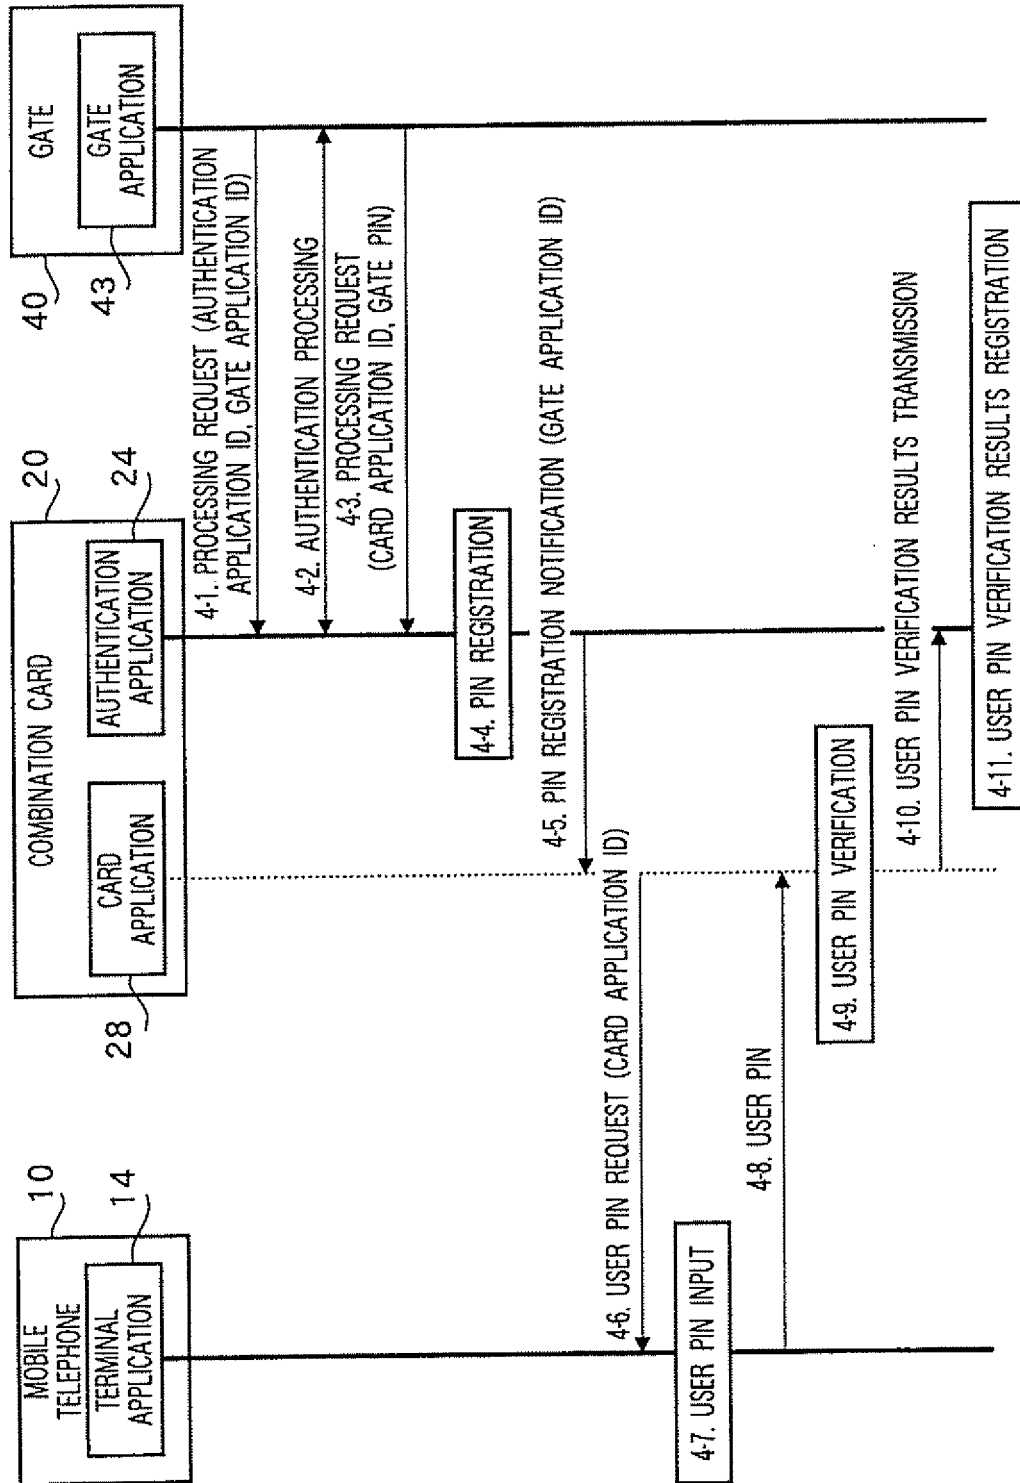 MOBILE
TELEPHONE
10
TERMINAL
APPLICATION
14
COMBINATION CARD
20
CARD
APPLICATION
28
AUTHENTICATION
APPLICATION
24
GATE
40
GATE
APPLICATION
43
4-1. PROCESSING REQUEST (AUTHENTICATION
APPLICATION ID, GATE APPLICATION ID)
4-2. AUTHENTICATION PROCESSING
4-3. PROCESSING REQUEST
(CARD APPLICATION ID, GATE PIN)
4-4. PIN REGISTRATION
4-5. PIN REGISTRATION NOTIFICATION (GATE APPLICATION ID)
4-6. USER PIN REQUEST (CARD APPLICATION ID)
4-7. USER PIN INPUT
4-8. USER PIN
4-9. USER PIN VERIFICATION
4-10. USER PIN VERIFICATION RESULTS TRANSMISSION
4-11. USER PIN VERIFICATION RESULTS REGISTRATION